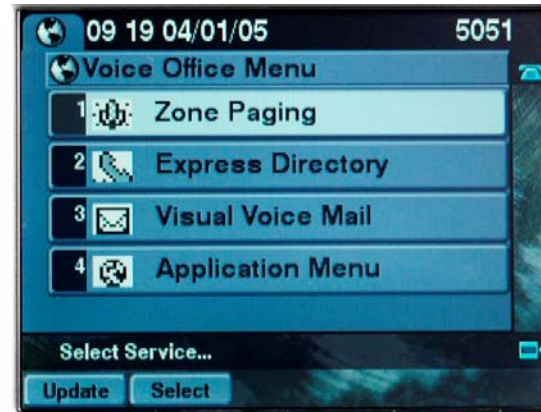 09 19 04/01/05 5051
Voice Office Menu
1 Zone Paging
2 Express Directory
3 Visual Voice Mail
4 Application Menu
Select Service...
Update Select